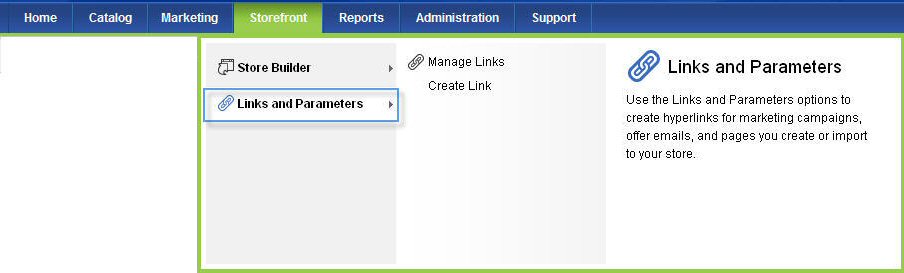 Home Catalog Marketing Storefront Reports Administration Support
Store Builder
Links and Parameters
Manage Links
Create Link
Links and Parameters
Use the Links and Parameters options to
create hyperlinks for marketing campaigns,
offer emails, and pages you create or import
to your store.